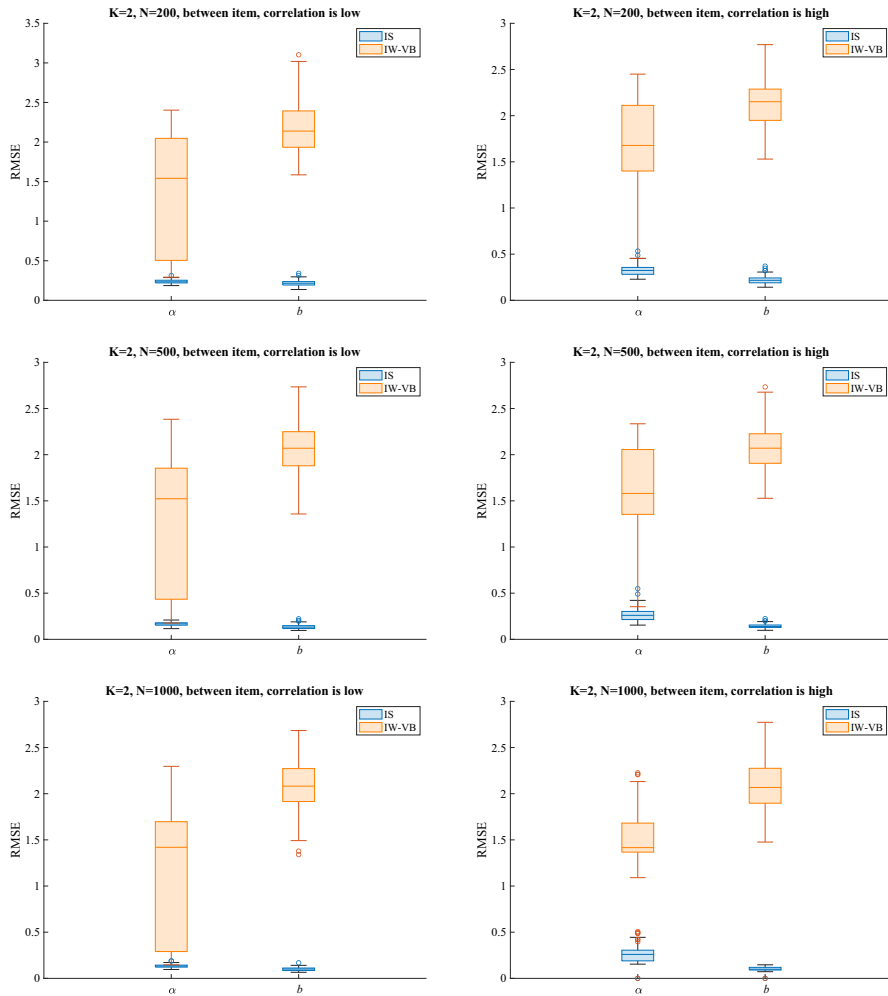 K=2, N=200, between item, correlation is low
IS
IW-VB
RMSE
3.5
3
2.5
2
1.5
1
0.5
0
α
b
K=2, N=200, between item, correlation is high
IS
IW-VB
RMSE
3
2.5
2
1.5
1
0.5
0
α
b
K=2, N=500, between item, correlation is low
IS
IW-VB
RMSE
3
2.5
2
1.5
1
0.5
0
α
b
K=2, N=500, between item, correlation is high
IS
IW-VB
RMSE
3
2.5
2
1.5
1
0.5
0
α
b
K=2, N=1000, between item, correlation is low
IS
IW-VB
RMSE
3
2.5
2
1.5
1
0.5
0
α
b
K=2, N=1000, between item, correlation is high
IS
IW-VB
RMSE
3
2.5
2
1.5
1
0.5
0
α
b